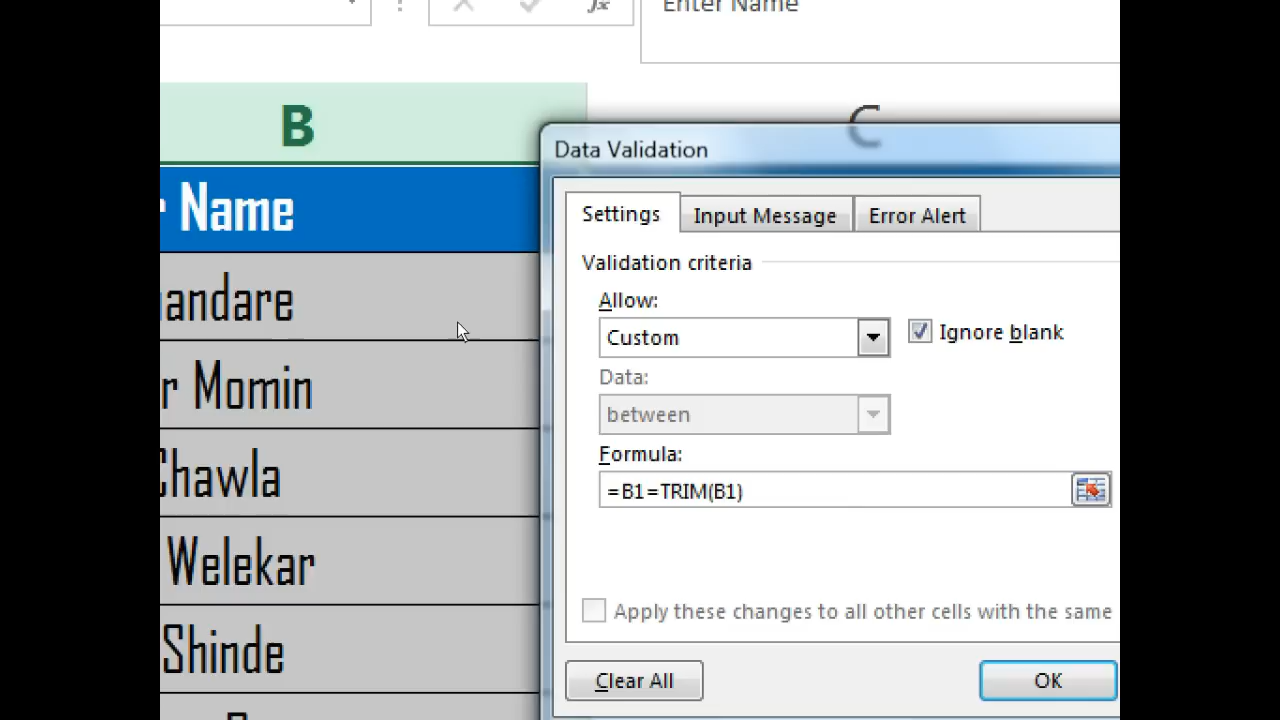 Enter Name
B
C
Name
Data Validation
Settings
Input Message
Error Alert
Validation criteria
Allow:
Custom
Ignore blank
Data:
between
Formula:
=B1=TRIM(B1)
Momin
Chawla
Welekar
Shinde
Apply these changes to all other cells with the same
Clear All
OK